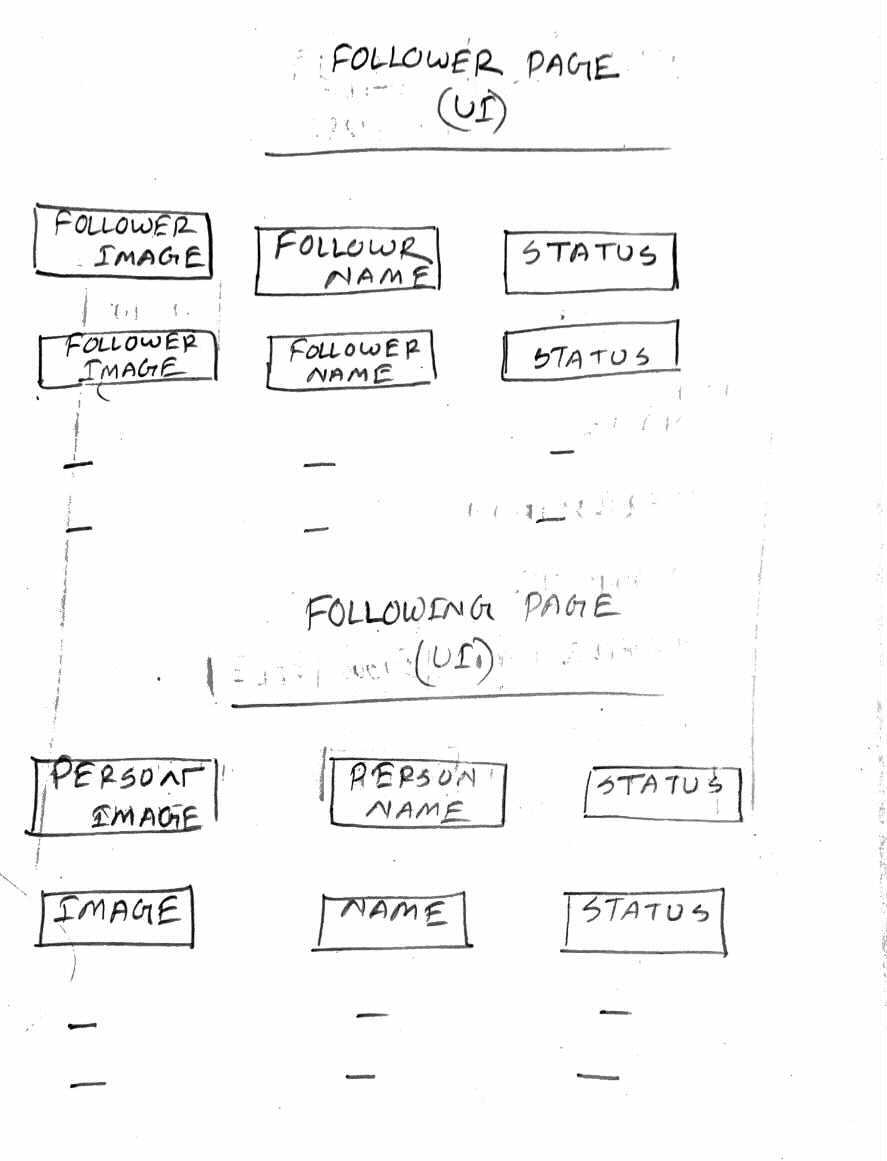 FOLLOWER PAGE
(UI)
FOLLOWER
IMAGE
FOLLOWR
NAME
STATUS
FOLLOWER
IMAGE
FOLLOWER
NAME
STATUS
— — —
— — —
FOLLOWING PAGE
(UI)
PERSON
IMAGE
PERSON
NAME
STATUS
IMAGE
NAME
STATUS
— — —
— — —